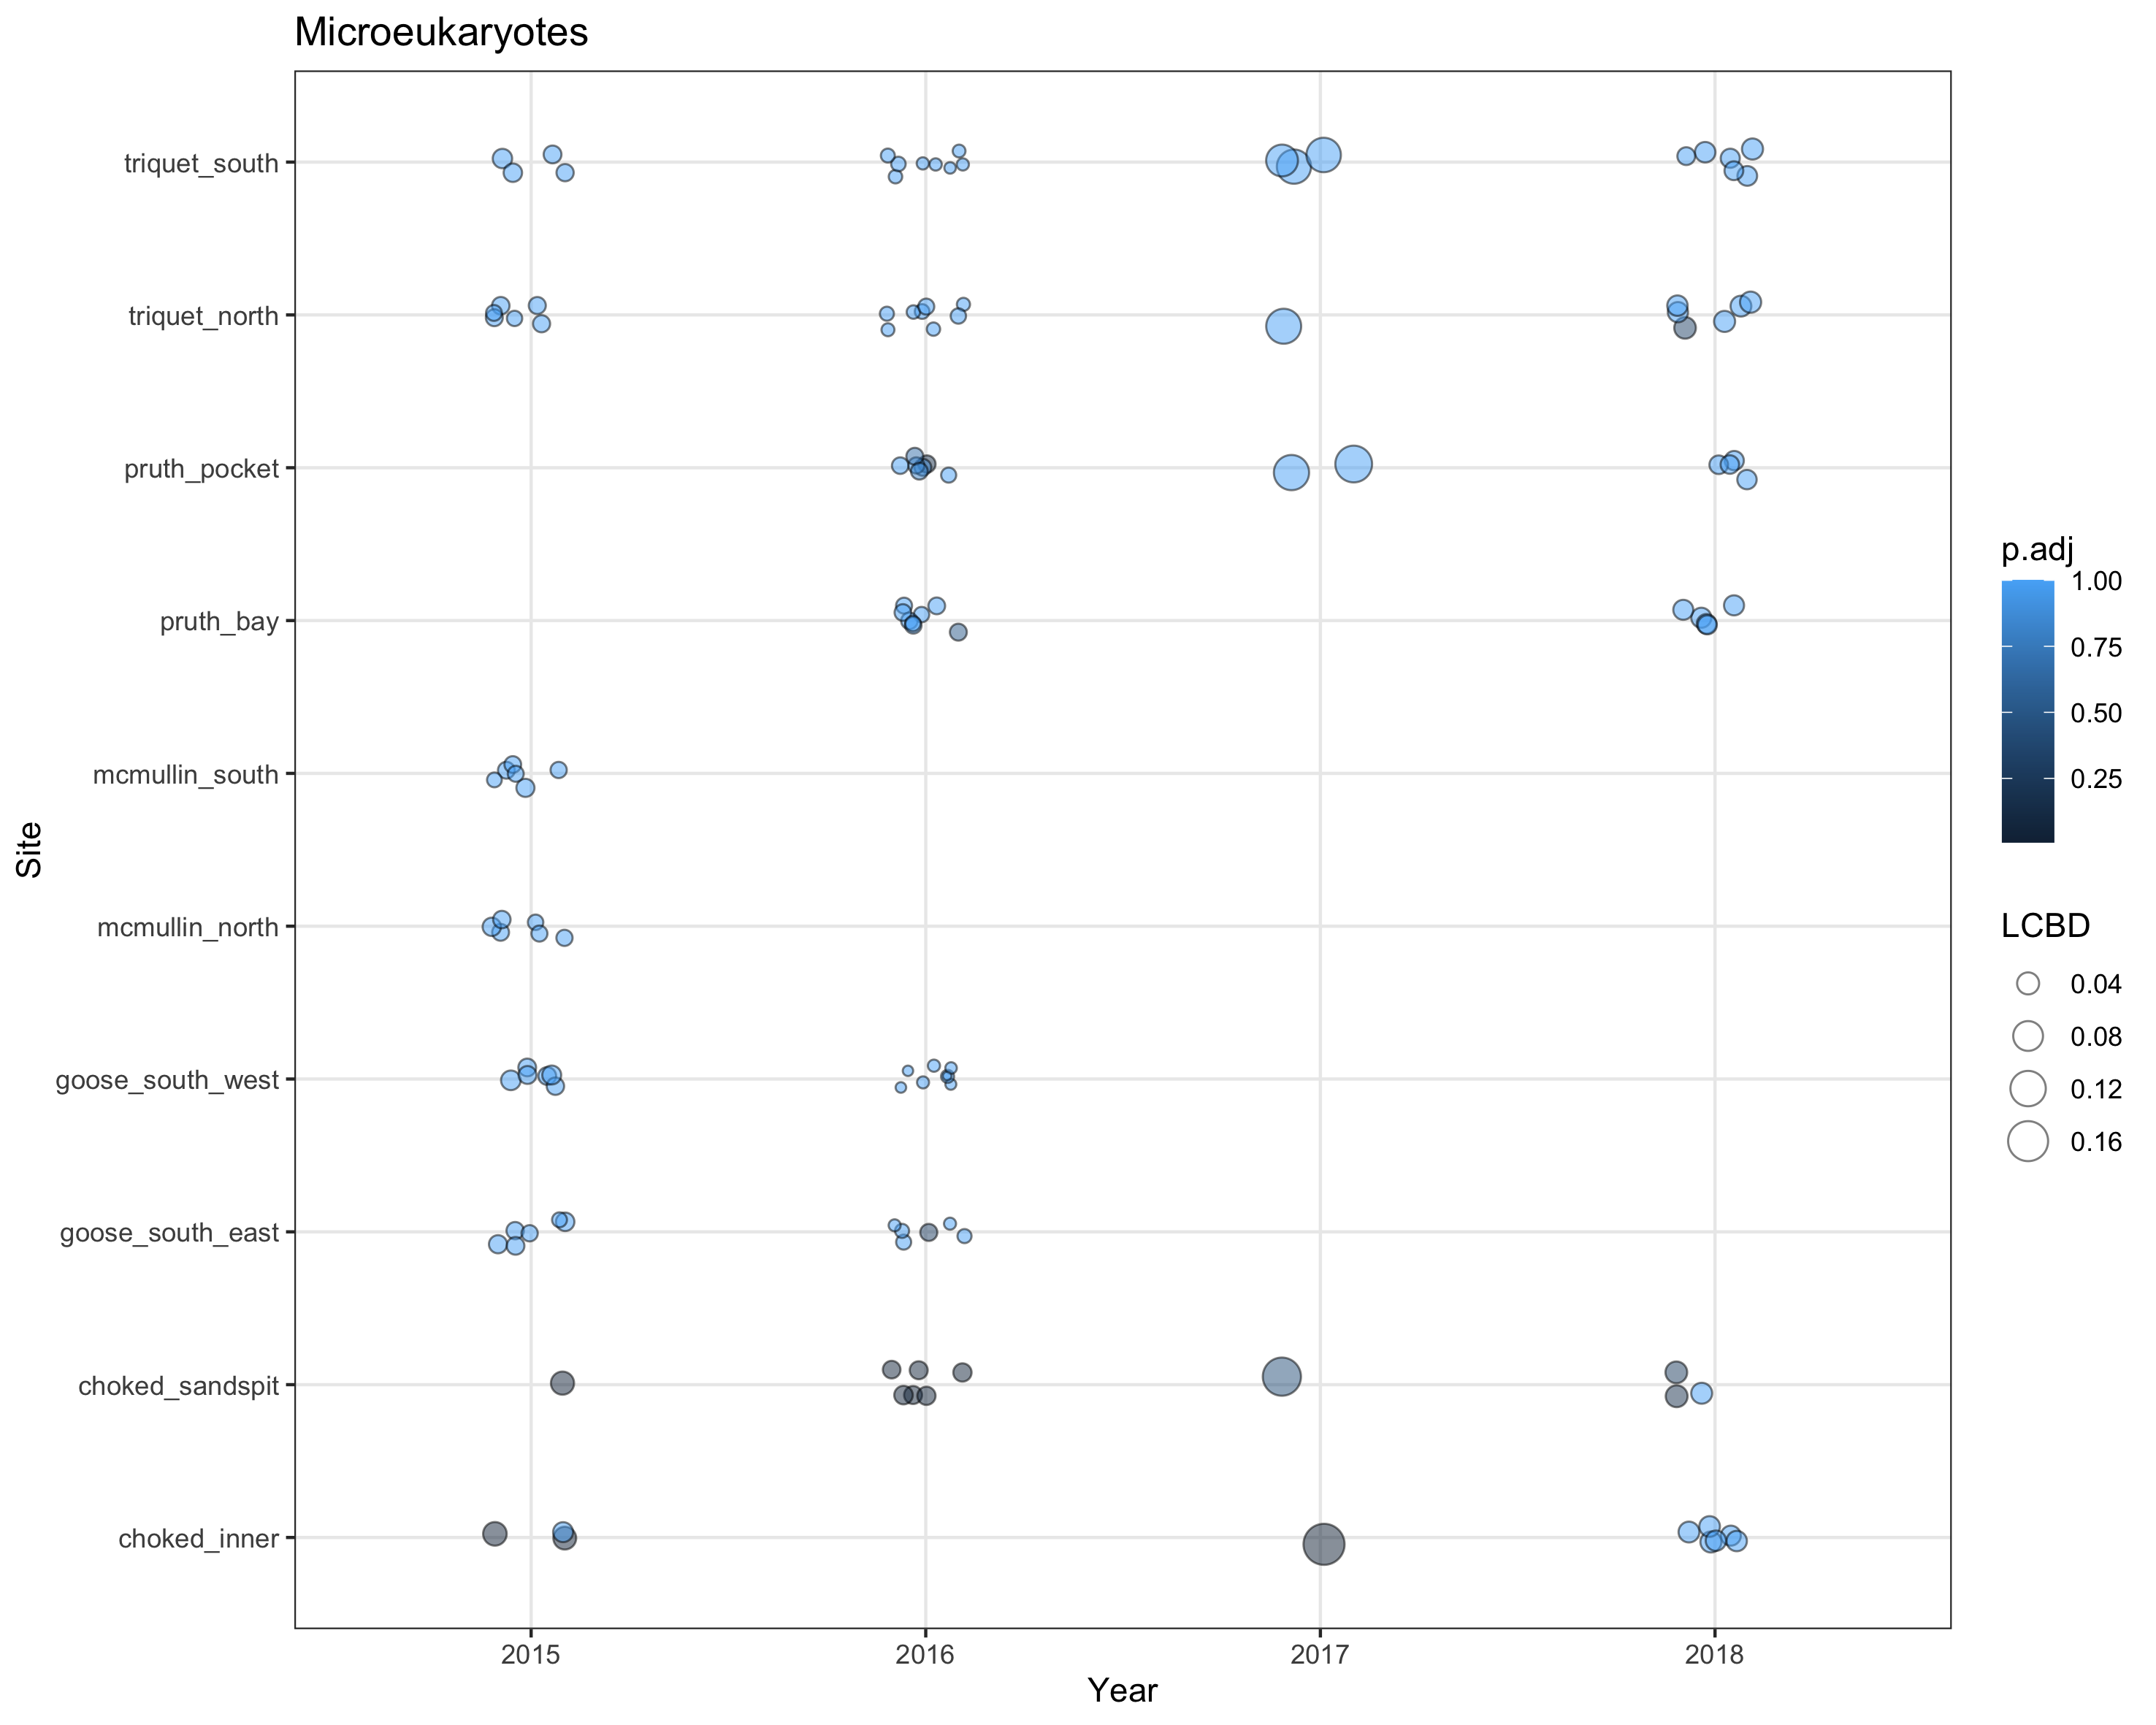 Microeukaryotes
Site
triquet_south
triquet_north
pruth_pocket
pruth_bay
mcmullin_south
mcmullin_north
goose_south_west
goose_south_east
choked_sandspit
choked_inner
2015 2016 2017 2018
Year
p.adj
1.00
0.75
0.50
0.25
LCBD
0.04
0.08
0.12
0.16